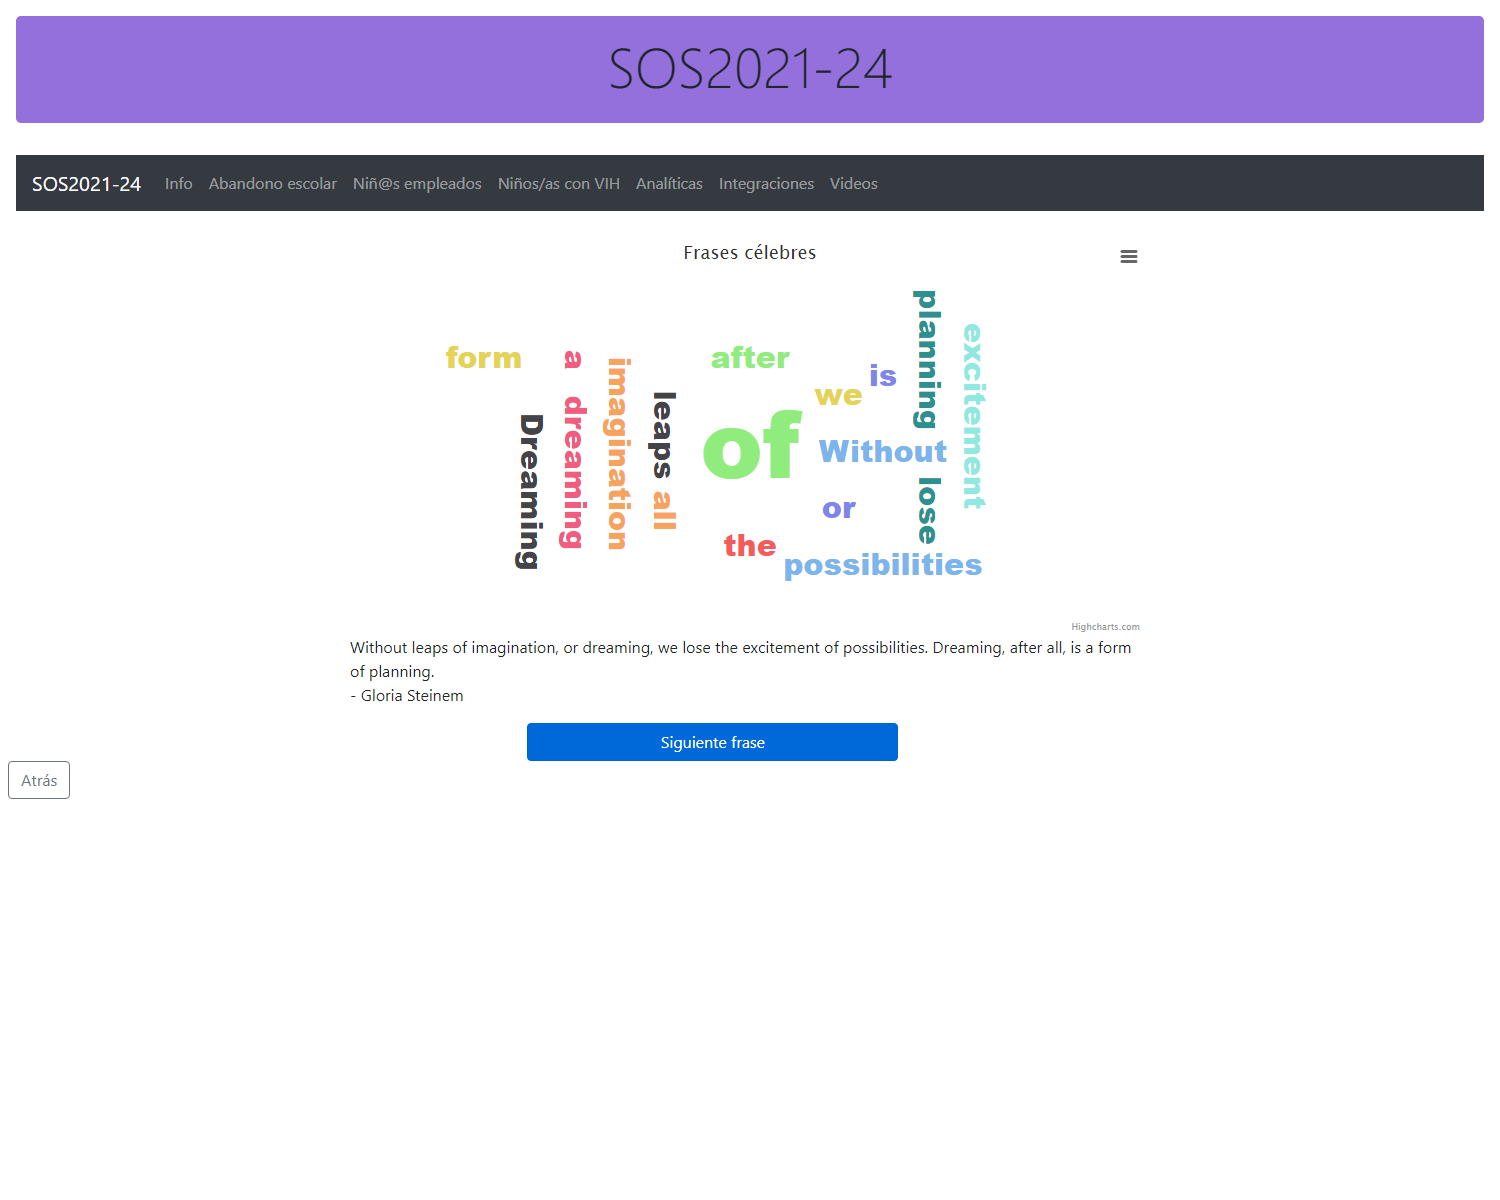 SOS2021-24
SOS2021-24 Info Abandono escolar Niñ@s empleados Niños/as con VIH Analíticas Integraciones Videos
Frases célebres
form
a
dreaming
Dreaming
imagination
leaps
all
after
of
the
we
is
Without
or
possibilities
planning
lose
excitement
Highcharts.com
Without leaps of imagination, or dreaming, we lose the excitement of possibilities. Dreaming, after all, is a form
of planning.
- Gloria Steinem
Siguiente frase
Atrás